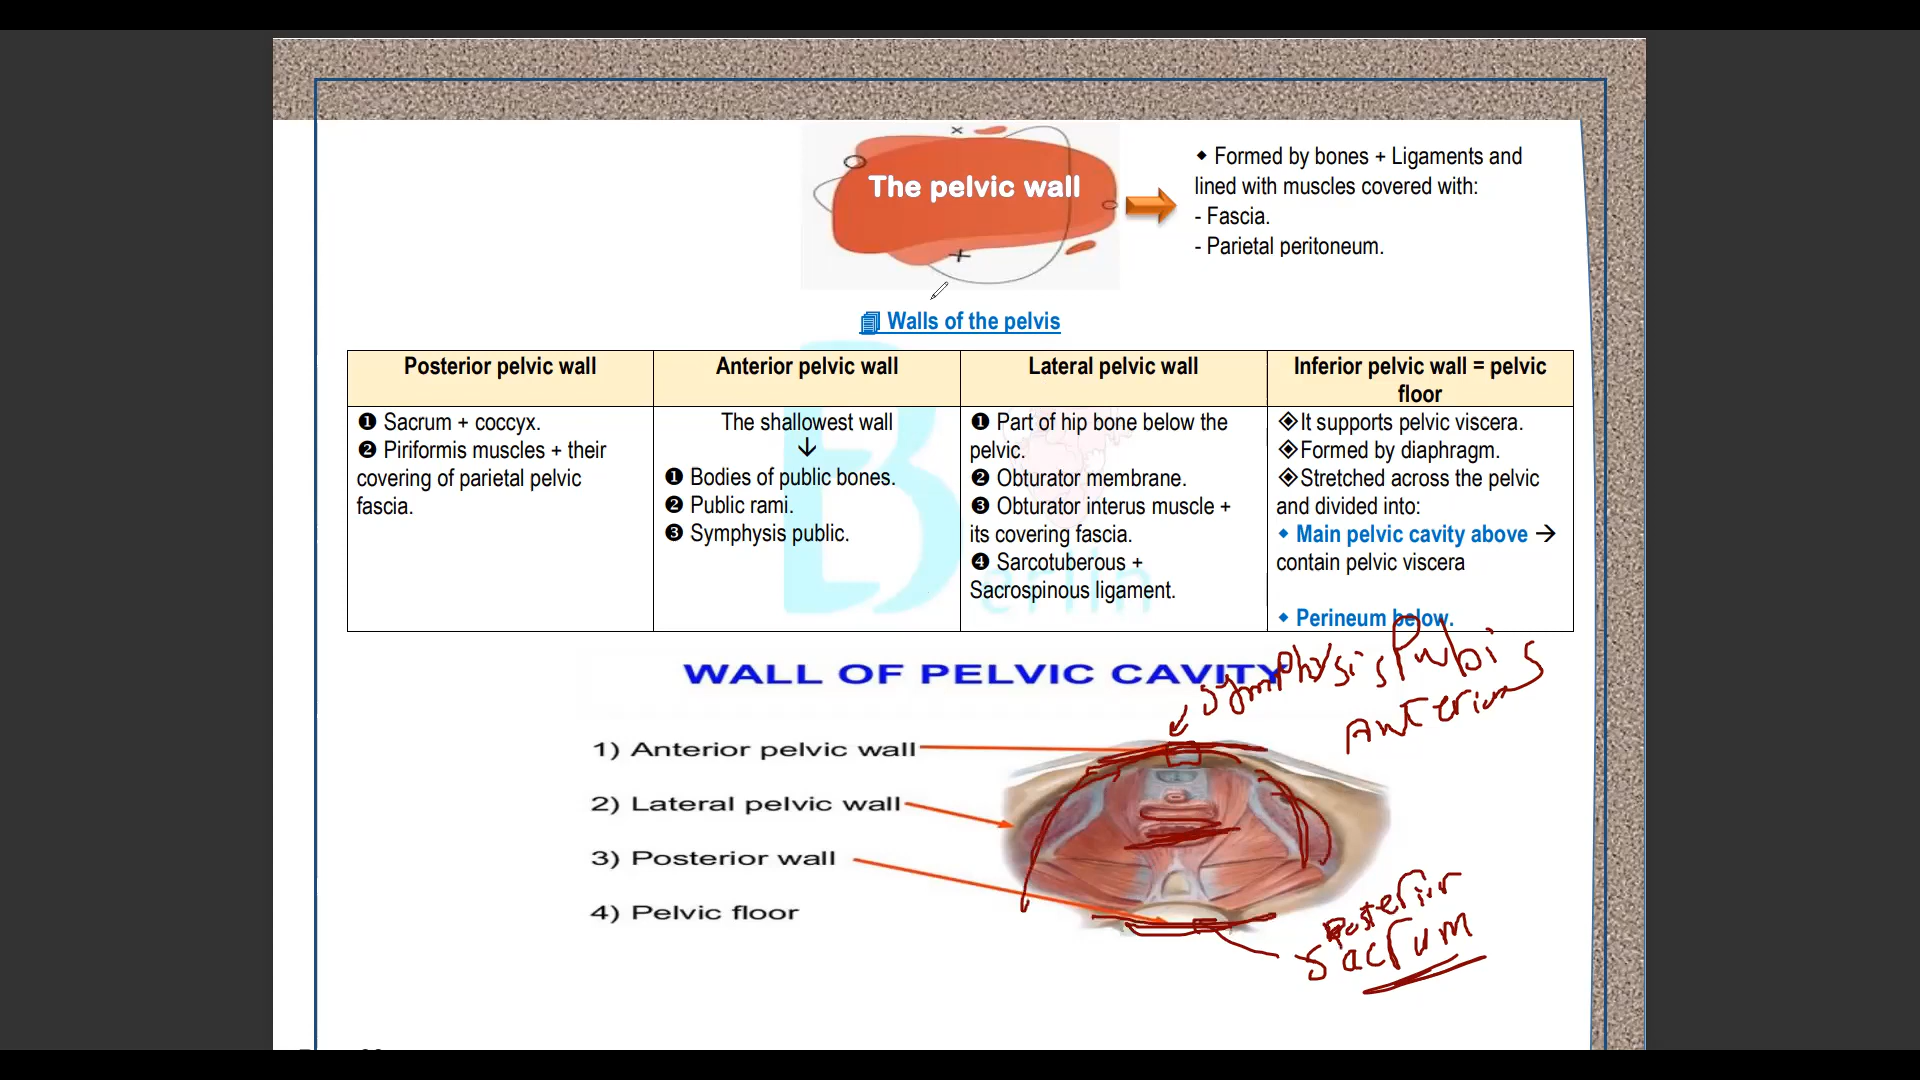 The pelvic wall
◆ Formed by bones + Ligaments and
lined with muscles covered with:
- Fascia.
- Parietal peritoneum.
Walls of the pelvis
Posterior pelvic wall
❶ Sacrum + coccyx.
❷ Piriformis muscles + their
covering of parietal pelvic
fascia.
Anterior pelvic wall
The shallowest wall
↓
❶ Bodies of public bones.
❷ Public rami.
❸ Symphysis public.
Lateral pelvic wall
❶ Part of hip bone below the
pelvic.
❷ Obturator membrane.
❸ Obturator interus muscle +
its covering fascia.
❹ Sarcotuberous +
Sacrospinous ligament.
Inferior pelvic wall = pelvic
floor
◈It supports pelvic viscera.
◈Formed by diaphragm.
◈Stretched across the pelvic
and divided into:
◆ Main pelvic cavity above →
contain pelvic viscera
◆ Perineum below.
Berlin
WALL OF PELVIC CAVITY
Symphysis Pubis
Anterior
1) Anterior pelvic wall
2) Lateral pelvic wall
3) Posterior wall
4) Pelvic floor
Posterior
Sacrum